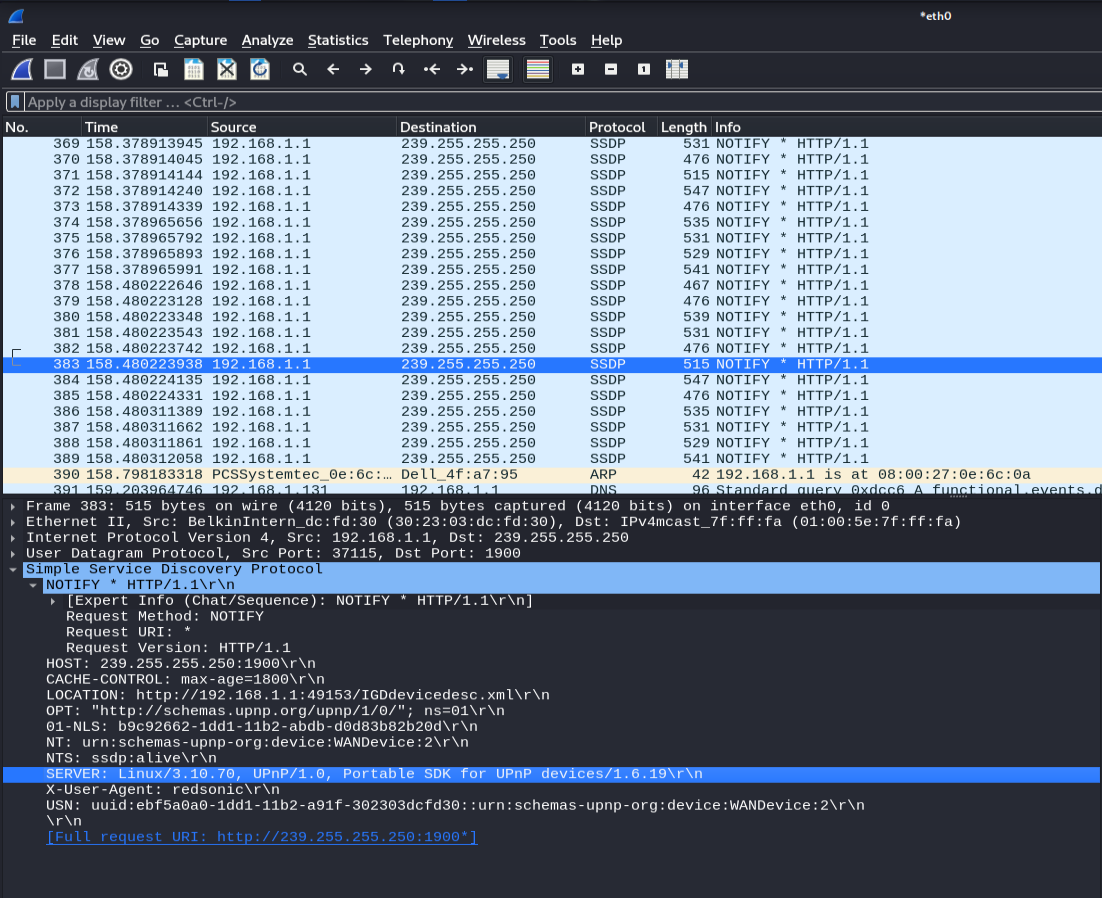 *eth0
File Edit View Go Capture Analyze Statistics Telephony Wireless Tools Help
Apply a display filter ... <Ctrl-/>
No. Time Source Destination Protocol Length Info
369 158.378913945 192.168.1.1 239.255.255.250 SSDP 531 NOTIFY * HTTP/1.1
370 158.378914045 192.168.1.1 239.255.255.250 SSDP 476 NOTIFY * HTTP/1.1
371 158.378914144 192.168.1.1 239.255.255.250 SSDP 515 NOTIFY * HTTP/1.1
372 158.378914240 192.168.1.1 239.255.255.250 SSDP 547 NOTIFY * HTTP/1.1
373 158.378914339 192.168.1.1 239.255.255.250 SSDP 476 NOTIFY * HTTP/1.1
374 158.378965656 192.168.1.1 239.255.255.250 SSDP 535 NOTIFY * HTTP/1.1
375 158.378965792 192.168.1.1 239.255.255.250 SSDP 531 NOTIFY * HTTP/1.1
376 158.378965893 192.168.1.1 239.255.255.250 SSDP 529 NOTIFY * HTTP/1.1
377 158.378965991 192.168.1.1 239.255.255.250 SSDP 541 NOTIFY * HTTP/1.1
378 158.480222646 192.168.1.1 239.255.255.250 SSDP 467 NOTIFY * HTTP/1.1
379 158.480223128 192.168.1.1 239.255.255.250 SSDP 476 NOTIFY * HTTP/1.1
380 158.480223348 192.168.1.1 239.255.255.250 SSDP 539 NOTIFY * HTTP/1.1
381 158.480223543 192.168.1.1 239.255.255.250 SSDP 531 NOTIFY * HTTP/1.1
382 158.480223742 192.168.1.1 239.255.255.250 SSDP 476 NOTIFY * HTTP/1.1
383 158.480223938 192.168.1.1 239.255.255.250 SSDP 515 NOTIFY * HTTP/1.1
384 158.480224135 192.168.1.1 239.255.255.250 SSDP 547 NOTIFY * HTTP/1.1
385 158.480224331 192.168.1.1 239.255.255.250 SSDP 476 NOTIFY * HTTP/1.1
386 158.480311389 192.168.1.1 239.255.255.250 SSDP 535 NOTIFY * HTTP/1.1
387 158.480311662 192.168.1.1 239.255.255.250 SSDP 531 NOTIFY * HTTP/1.1
388 158.480311861 192.168.1.1 239.255.255.250 SSDP 529 NOTIFY * HTTP/1.1
389 158.480312058 192.168.1.1 239.255.255.250 SSDP 541 NOTIFY * HTTP/1.1
390 158.798183318 PCSSystemtec_0e:6c:... Dell_4f:a7:95 ARP 42 192.168.1.1 is at 08:00:27:0e:6c:0a
391 159.203964746 192.168.1.131 192.168.1.1 DNS 96 Standard query 0xdcc6 A functional.events.d
Frame 383: 515 bytes on wire (4120 bits), 515 bytes captured (4120 bits) on interface eth0, id 0
Ethernet II, Src: BelkinIntern_dc:fd:30 (30:23:03:dc:fd:30), Dst: IPv4mcast_7f:ff:fa (01:00:5e:7f:ff:fa)
Internet Protocol Version 4, Src: 192.168.1.1, Dst: 239.255.255.250
User Datagram Protocol, Src Port: 37115, Dst Port: 1900
Simple Service Discovery Protocol
NOTIFY * HTTP/1.1\r\n
[Expert Info (Chat/Sequence): NOTIFY * HTTP/1.1\r\n]
Request Method: NOTIFY
Request URI: *
Request Version: HTTP/1.1
HOST: 239.255.255.250:1900\r\n
CACHE-CONTROL: max-age=1800\r\n
LOCATION: http://192.168.1.1:49153/IGDdevicedesc.xml\r\n
OPT: "http://schemas.upnp.org/upnp/1/0/"; ns=01\r\n
01-NLS: b9c92662-1dd1-11b2-abdb-d0d83b82b20d\r\n
NT: urn:schemas-upnp-org:device:WANDevice:2\r\n
NTS: ssdp:alive\r\n
SERVER: Linux/3.10.70, UPnP/1.0, Portable SDK for UPnP devices/1.6.19\r\n
X-User-Agent: redsonic\r\n
USN: uuid:ebf5a0a0-1dd1-11b2-a91f-302303dcfd30::urn:schemas-upnp-org:device:WANDevice:2\r\n
\r\n
[Full request URI: http://239.255.255.250:1900*]